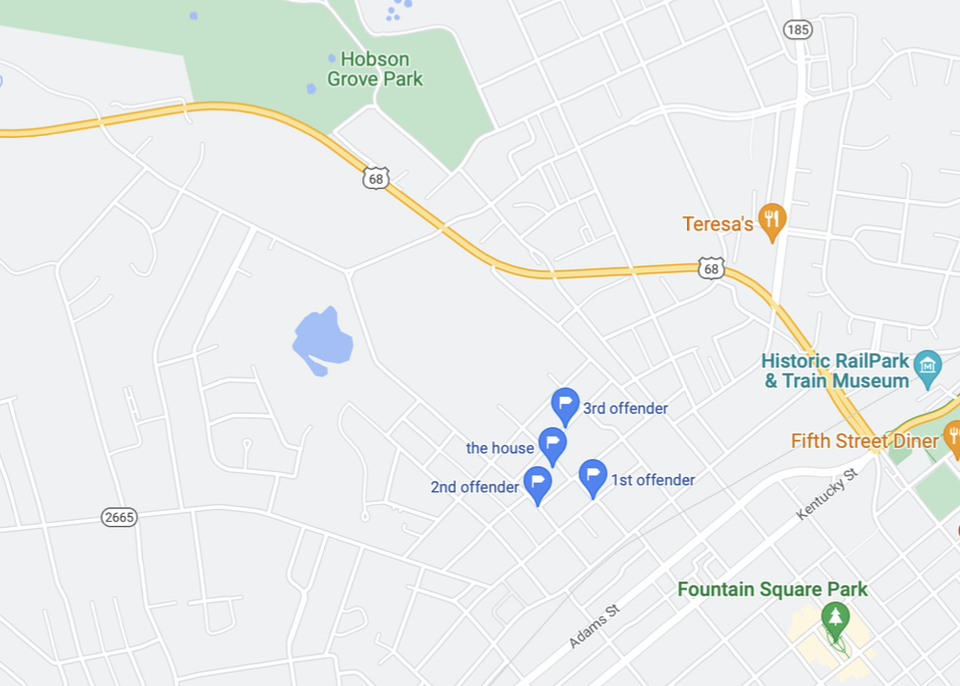 185
Hobson
Grove Park
68
Teresa's
68
Historic RailPark
& Train Museum
3rd offender
Fifth Street Diner
the house
1st offender
2nd offender
Kentucky St
2665
Fountain Square Park
Adams St